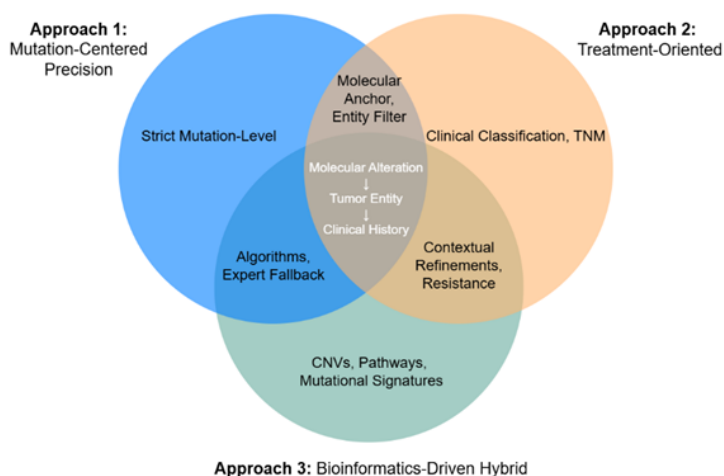 Approach 1:
Mutation-Centered
Precision
Approach 2:
Treatment-Oriented
Molecular
Anchor,
Entity Filter
Strict Mutation-Level
Clinical Classification, TNM
Molecular Alteration
↓
Tumor Entity
↓
Clinical History
Algorithms,
Expert Fallback
Contextual
Refinements,
Resistance
CNVs, Pathways,
Mutational Signatures
Approach 3: Bioinformatics-Driven Hybrid